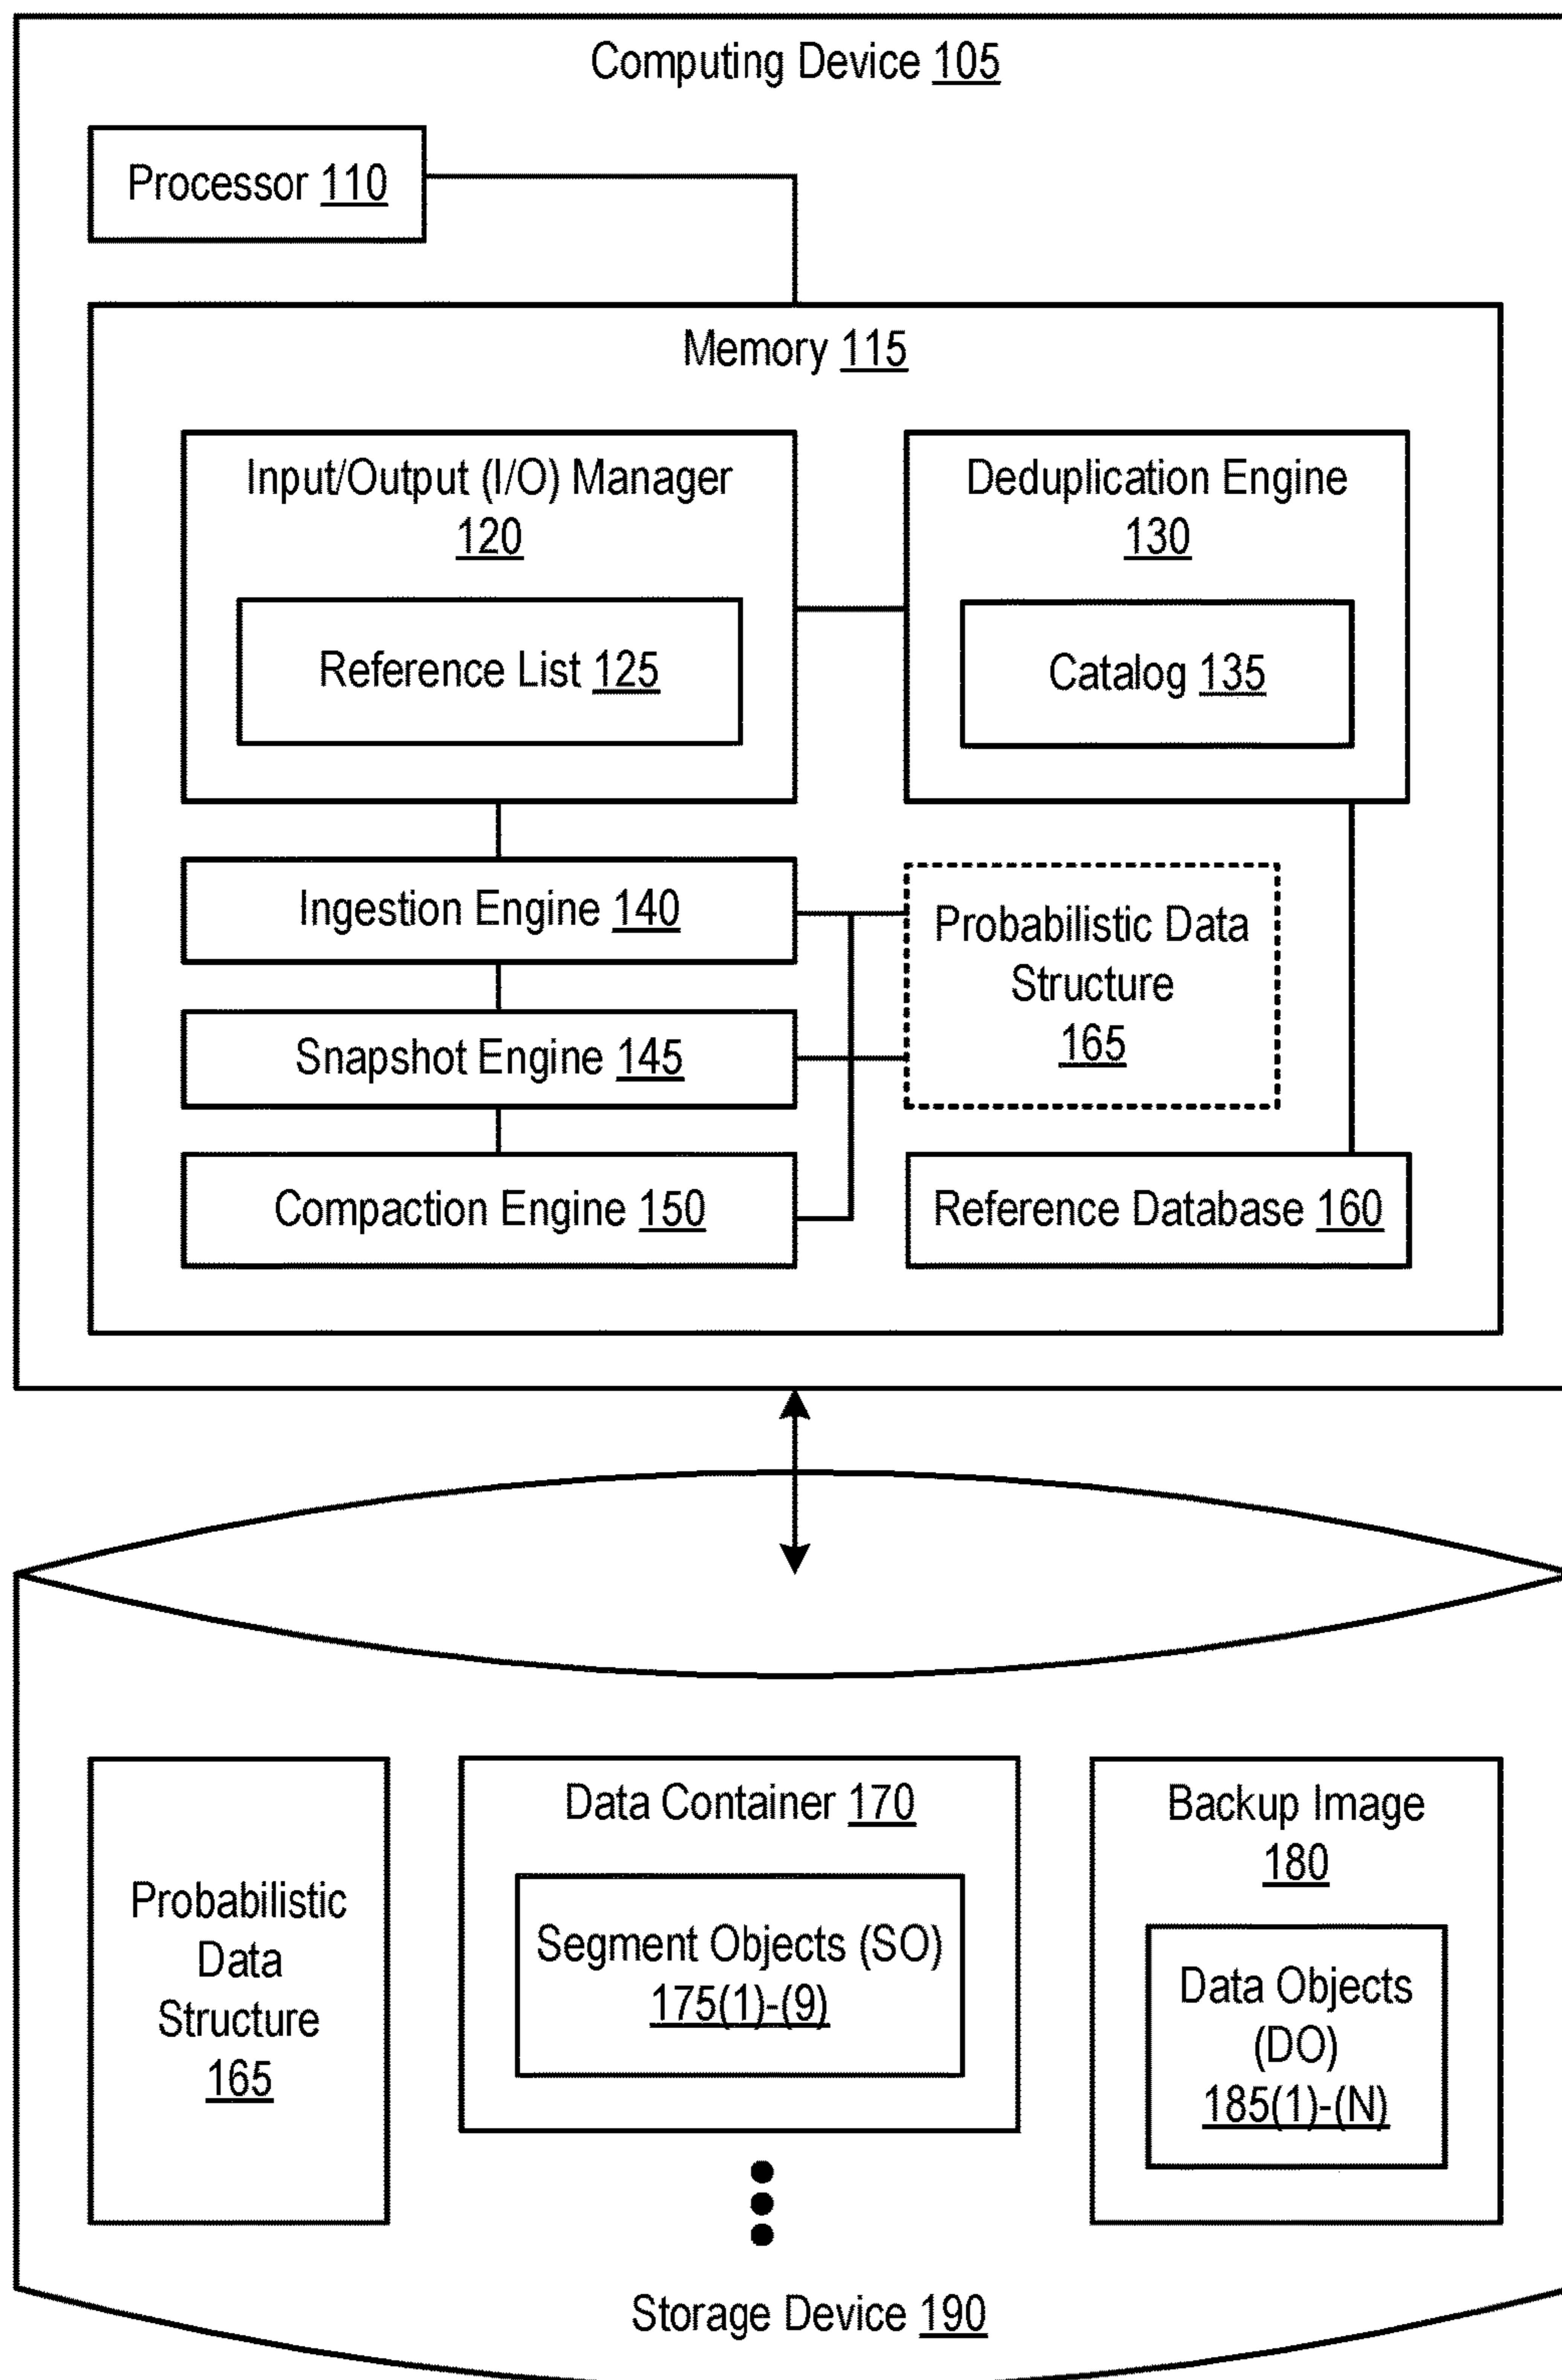 Computing Device 105
Processor 110
Memory 115
Input/Output (I/O) Manager
120
Reference List 125
Deduplication Engine
130
Catalog 135
Ingestion Engine 140
Snapshot Engine 145
Compaction Engine 150
Probabilistic Data
Structure
165
Reference Database 160
Probabilistic
Data
Structure
165
Data Container 170
Segment Objects (SO)
175(1)-(9)
Backup Image
180
Data Objects
(DO)
185(1)-(N)
Storage Device 190